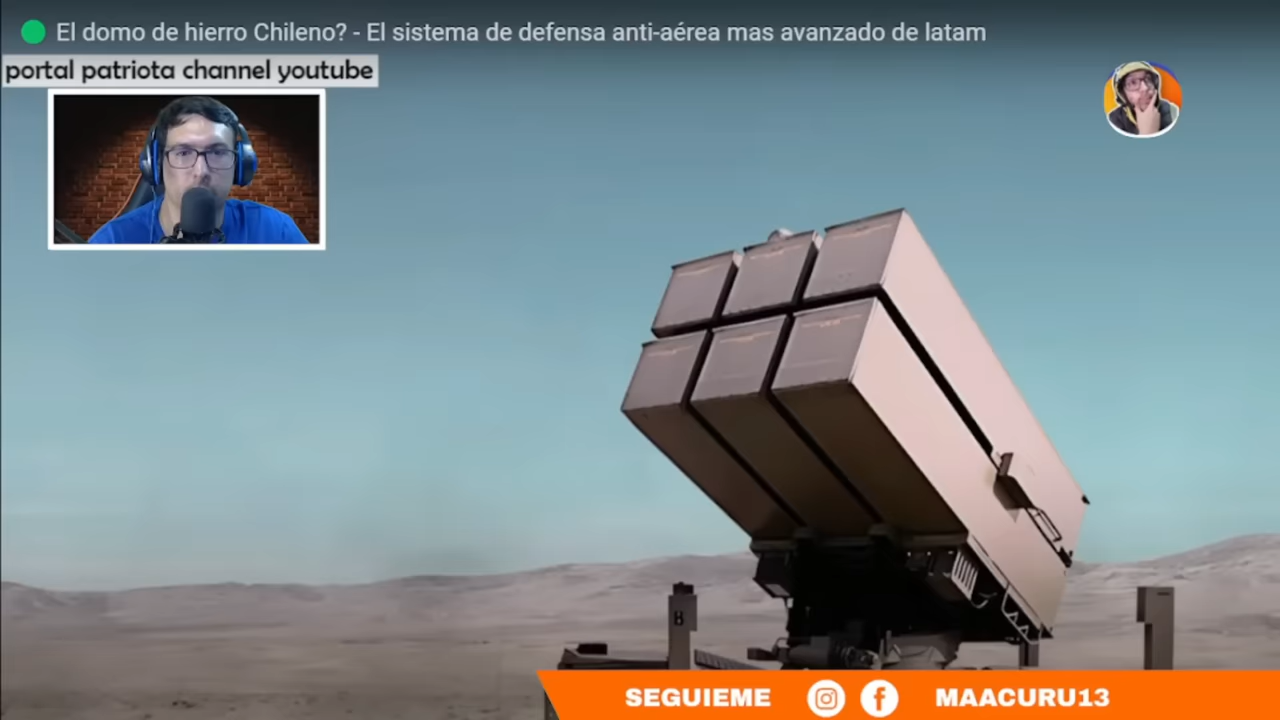 El domo de hierro Chileno? - El sistema de defensa anti-aérea mas avanzado de latam
portal patriota channel youtube
SEGUIEME
MAACURU13